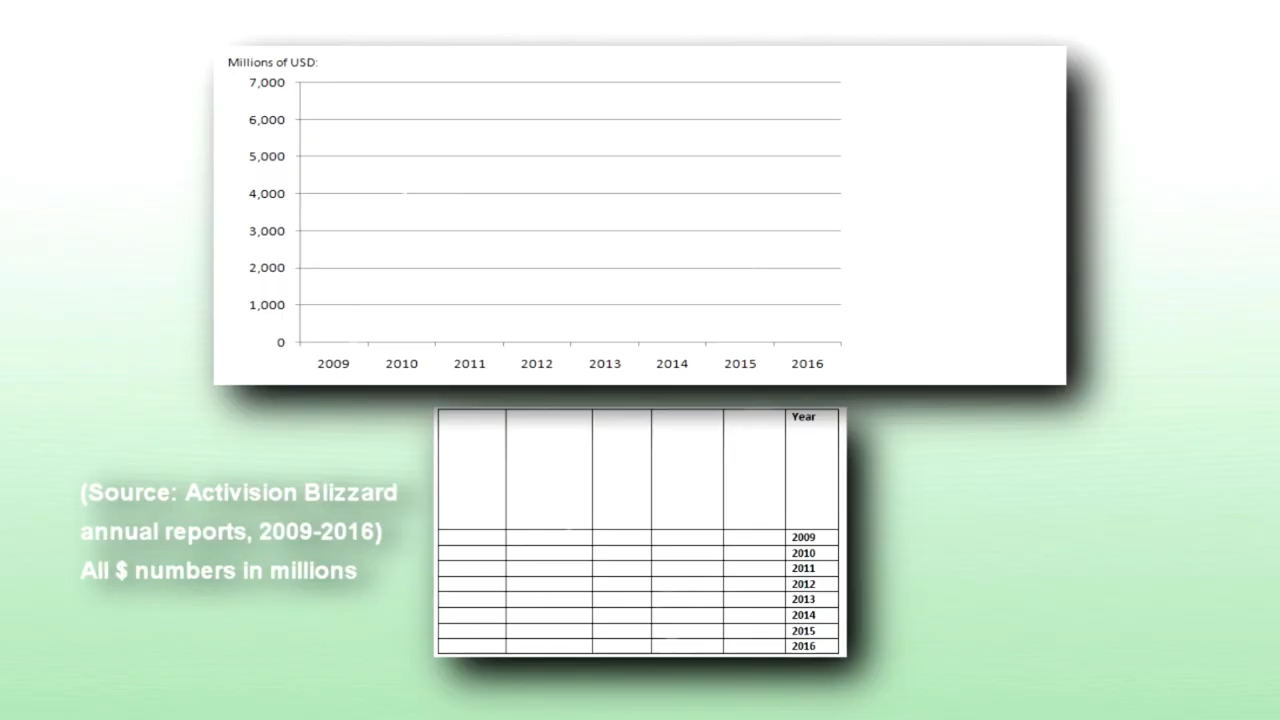 Millions of USD:
7,000
6,000
5,000
4,000
3,000
2,000
1,000
0
2009 2010 2011 2012 2013 2014 2015 2016
Year
2009
2010
2011
2012
2013
2014
2015
2016
(Source: Activision Blizzard
annual reports, 2009-2016)
All $ numbers in millions